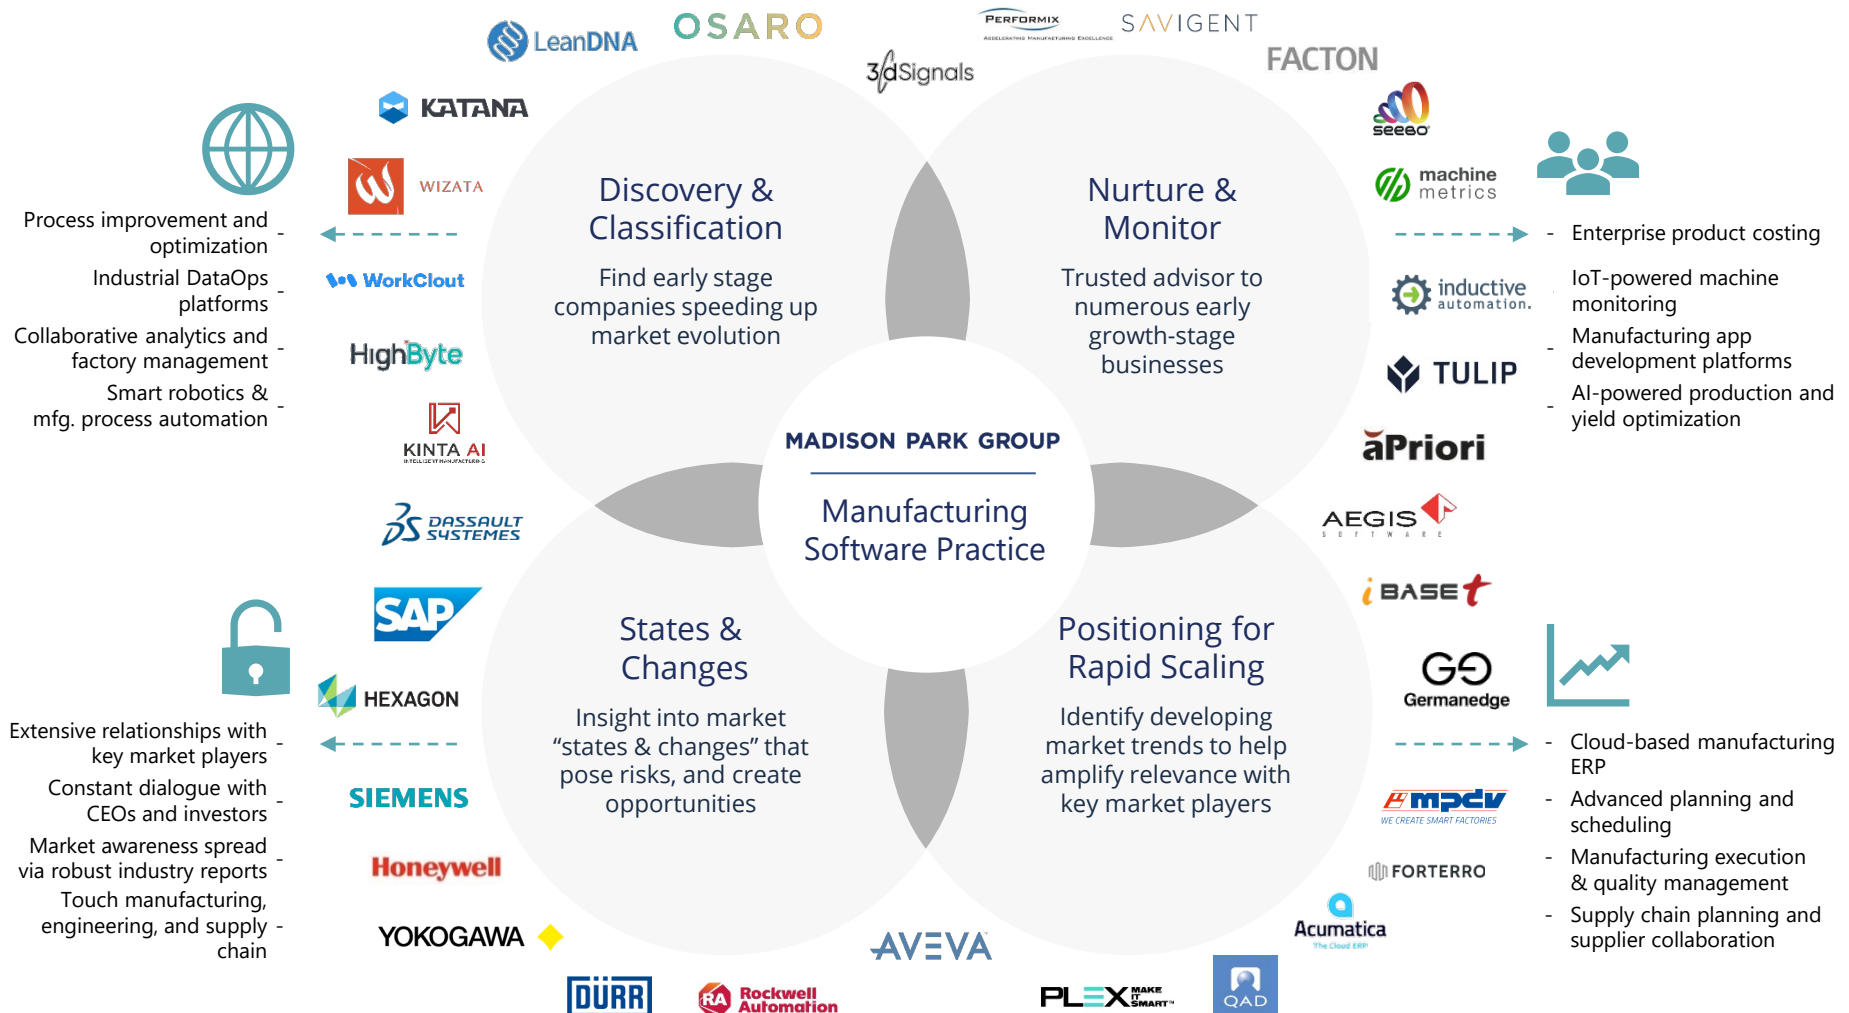 LeanDNA
OSARO
PERFORMIX
ACCELERATING MANUFACTURING EXCELLENCE
SAVIGENT
3dSignals
FACTON
KATANA
SEEBO
WIZATA
machine
metrics
Discovery &
Classification
Find early stage
companies speeding up
market evolution
Nurture &
Monitor
Trusted advisor to
numerous early
growth-stage
businesses
Process improvement and
optimization -
Industrial DataOps
platforms -
Collaborative analytics and
factory management -
Smart robotics &
mfg. process automation -
- Enterprise product costing
IoT-powered machine
monitoring
- Manufacturing app
development platforms
- AI-powered production and
yield optimization
WorkClout
inductive
automation.
HighByte
TULIP
KINTA AI
INTELLIGENT MANUFACTURING
aPriori
MADISON PARK GROUP
Manufacturing
Software Practice
DASSAULT
SYSTEMES
AEGIS
SOFTWARE
SAP
iBASEt
States &
Changes
Insight into market
“states & changes” that
pose risks, and create
opportunities
Positioning for
Rapid Scaling
Identify developing
market trends to help
amplify relevance with
key market players
HEXAGON
GG
Germanedge
Extensive relationships with
key market players -
Constant dialogue with
CEOs and investors -
Market awareness spread
via robust industry reports -
Touch manufacturing,
engineering, and supply -
chain
- Cloud-based manufacturing
ERP
- Advanced planning and
scheduling
- Manufacturing execution
& quality management
- Supply chain planning and
supplier collaboration
SIEMENS
mpdv
WE CREATE SMART FACTORIES
Honeywell
FORTERRO
YOKOGAWA
AVEVA
Acumatica
The Cloud ERP
DÜRR
RA Rockwell
Automation
PLEX MAKE
IT
SMART™
QAD